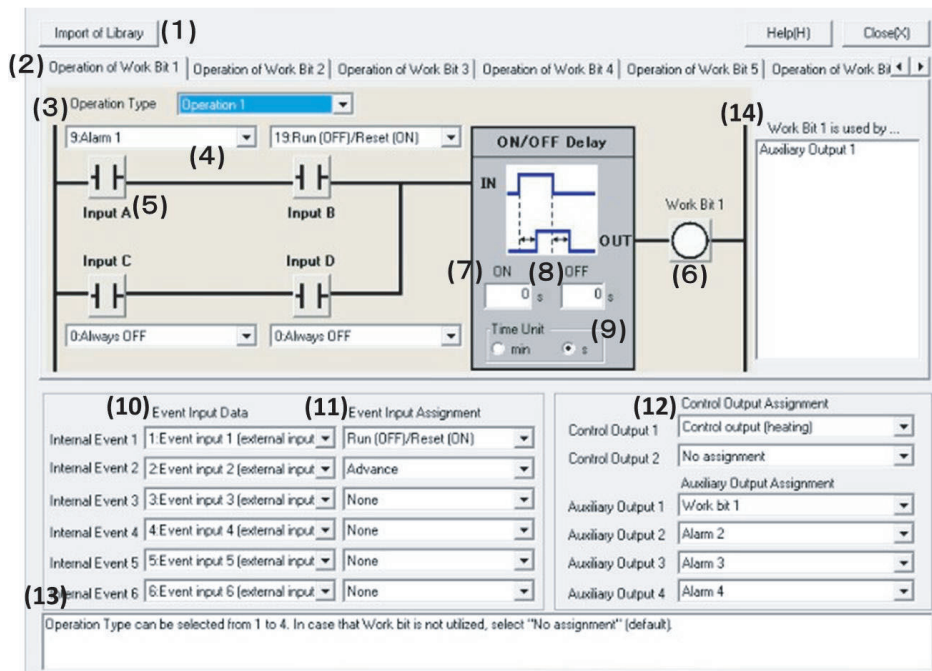 Import of Library (1) Help(H) Close(X)
(2) Operation of Work Bit 1 Operation of Work Bit 2 Operation of Work Bit 3 Operation of Work Bit 4 Operation of Work Bit 5 Operation of Work
(3) Operation Type Operation 1
(14) Work Bit 1 is used by ...
9:Alarm 1 19:Run (OFF)/Reset (ON)
(4)
ON/OFF Delay
Auxiliary Output 1
IN
Input A (5) Input B
Work Bit 1
OUT
Input C Input D
(6)
(7) ON (8) OFF
0 s 0 s
0:Always OFF 0:Always OFF
Time Unit (9)
min s
(10) Event Input Data (11) Event Input Assignment
Internal Event 1 1:Event input 1 (external input Run (OFF)/Reset (ON)
Internal Event 2 2:Event input 2 (external input Advance
Internal Event 3 3:Event input 3 (external input None
Internal Event 4 4:Event input 4 (external input None
Internal Event 5 5:Event input 5 (external input None
Internal Event 6 6:Event input 6 (external input None
(12) Control Output Assignment
Control Output 1 Control output (heating)
Control Output 2 No assignment
Auxiliary Output Assignment
Auxiliary Output 1 Work bit 1
Auxiliary Output 2 Alarm 2
Auxiliary Output 3 Alarm 3
Auxiliary Output 4 Alarm 4
(13)
Operation Type can be selected from 1 to 4. In case that Work bit is not utilized, select "No assignment" (default).